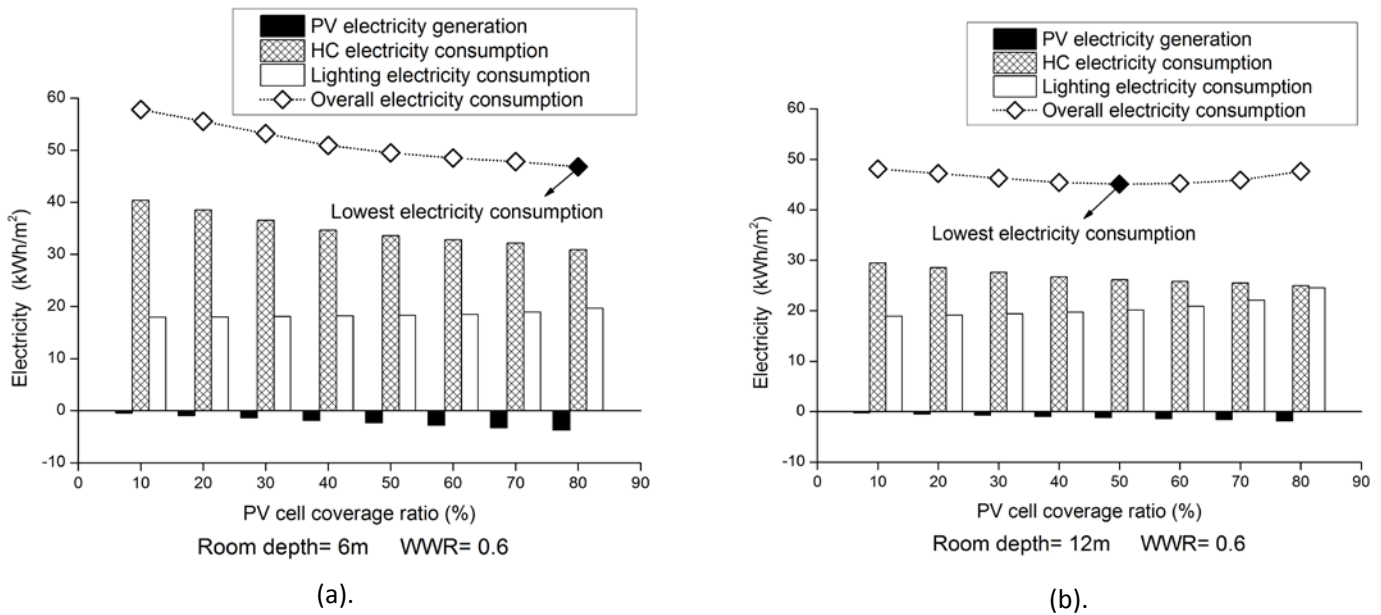 PV electricity generation
HC electricity consumption
Lighting electricity consumption
Overall electricity consumption
60
50
40
30
20
10
0
-10
Electricity (kWh/m²)
Lowest electricity consumption
0 10 20 30 40 50 60 70 80 90
PV cell coverage ratio (%)
Room depth= 6m WWR= 0.6
(a).
PV electricity generation
HC electricity consumption
Lighting electricity consumption
Overall electricity consumption
60
50
40
30
20
10
0
-10
Electricity (kWh/m²)
Lowest electricity consumption
0 10 20 30 40 50 60 70 80 90
PV cell coverage ratio (%)
Room depth= 12m WWR= 0.6
(b).